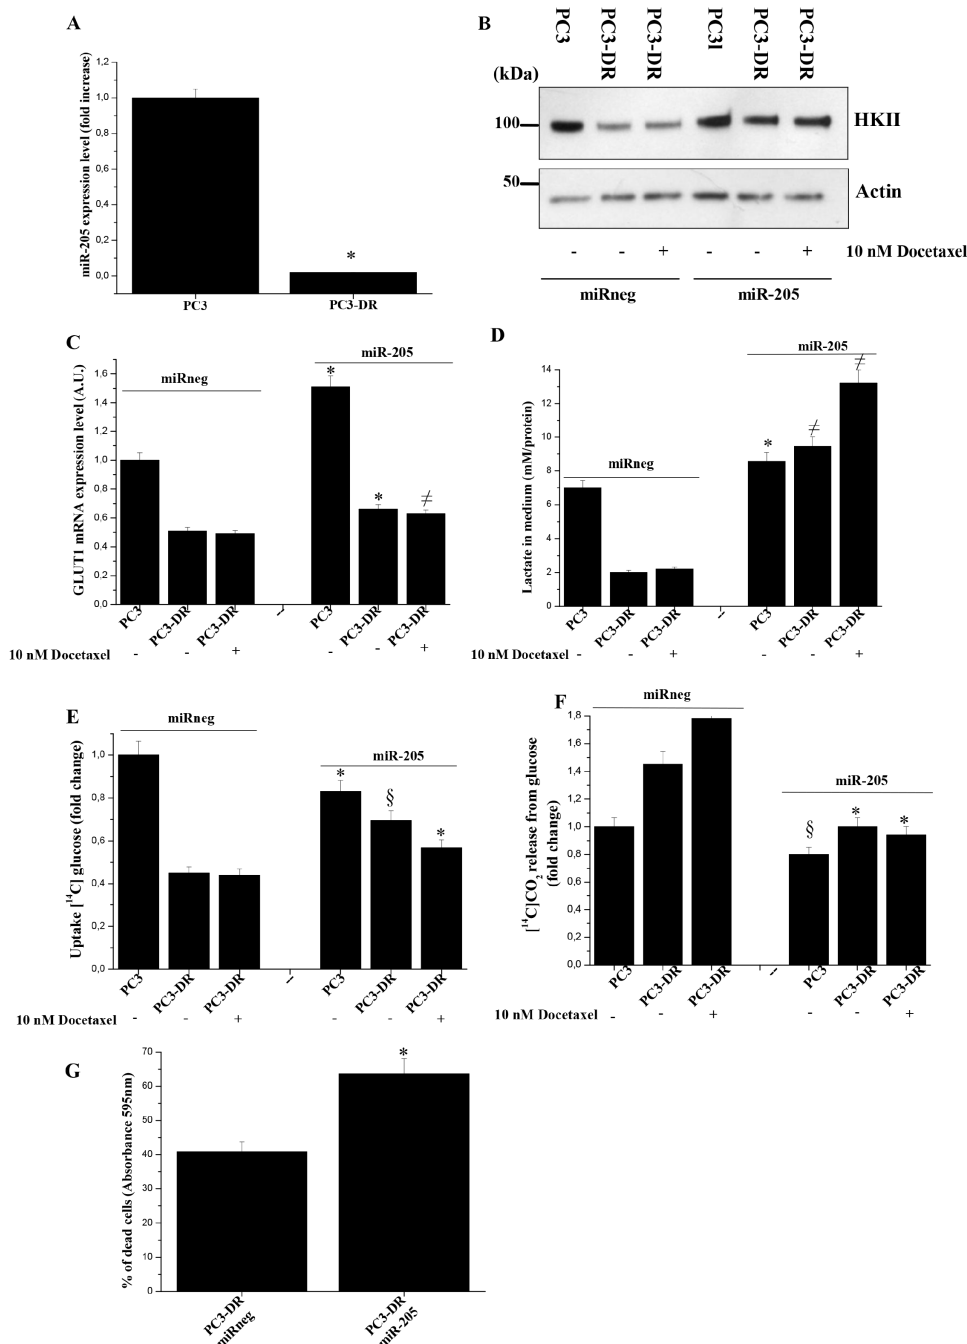 A
miR-205 expression level (fold increase)
1,2
1,0
0,8
0,6
0,4
0,2
0,0
*
PC3
PC3-DR
B
PC3
PC3-DR
PC3-DR
PC3l
PC3-DR
PC3-DR
(kDa)
100
HKII
50
Actin
- - + - - + 10 nM Docetaxel
miRneg
miR-205
C
GLUT1 mRNA expression level (A.U.)
1,6
1,4
1,2
1,0
0,8
0,6
0,4
0,2
0,0
miRneg
miR-205
* * ≠
PC3 PC3-DR PC3-DR -- PC3 PC3-DR PC3-DR
10 nM Docetaxel - - + - - +
D
Lactate in medium (mM/protein)
14
12
10
8
6
4
2
0
miRneg
miR-205
* ≠ ≠
PC3 PC3-DR PC3-DR -- PC3 PC3-DR PC3-DR
10 nM Docetaxel - - + - - +
E
Uptake [14C] glucose (fold change)
1,0
0,8
0,6
0,4
0,2
0,0
miRneg
miR-205
* § *
PC3 PC3-DR PC3-DR -- PC3 PC3-DR PC3-DR
10 nM Docetaxel - - + - - +
F
[14C]CO2 release from glucose
(fold change)
1,8
1,6
1,4
1,2
1,0
0,8
0,6
0,4
0,2
0,0
miRneg
miR-205
§ * *
PC3 PC3-DR PC3-DR -- PC3 PC3-DR PC3-DR
10 nM Docetaxel - - + - - +
G
% of dead cells (Absorbance 595nm)
70
60
50
40
30
20
10
0
*
PC3-DR
miRneg
PC3-DR
miR-205